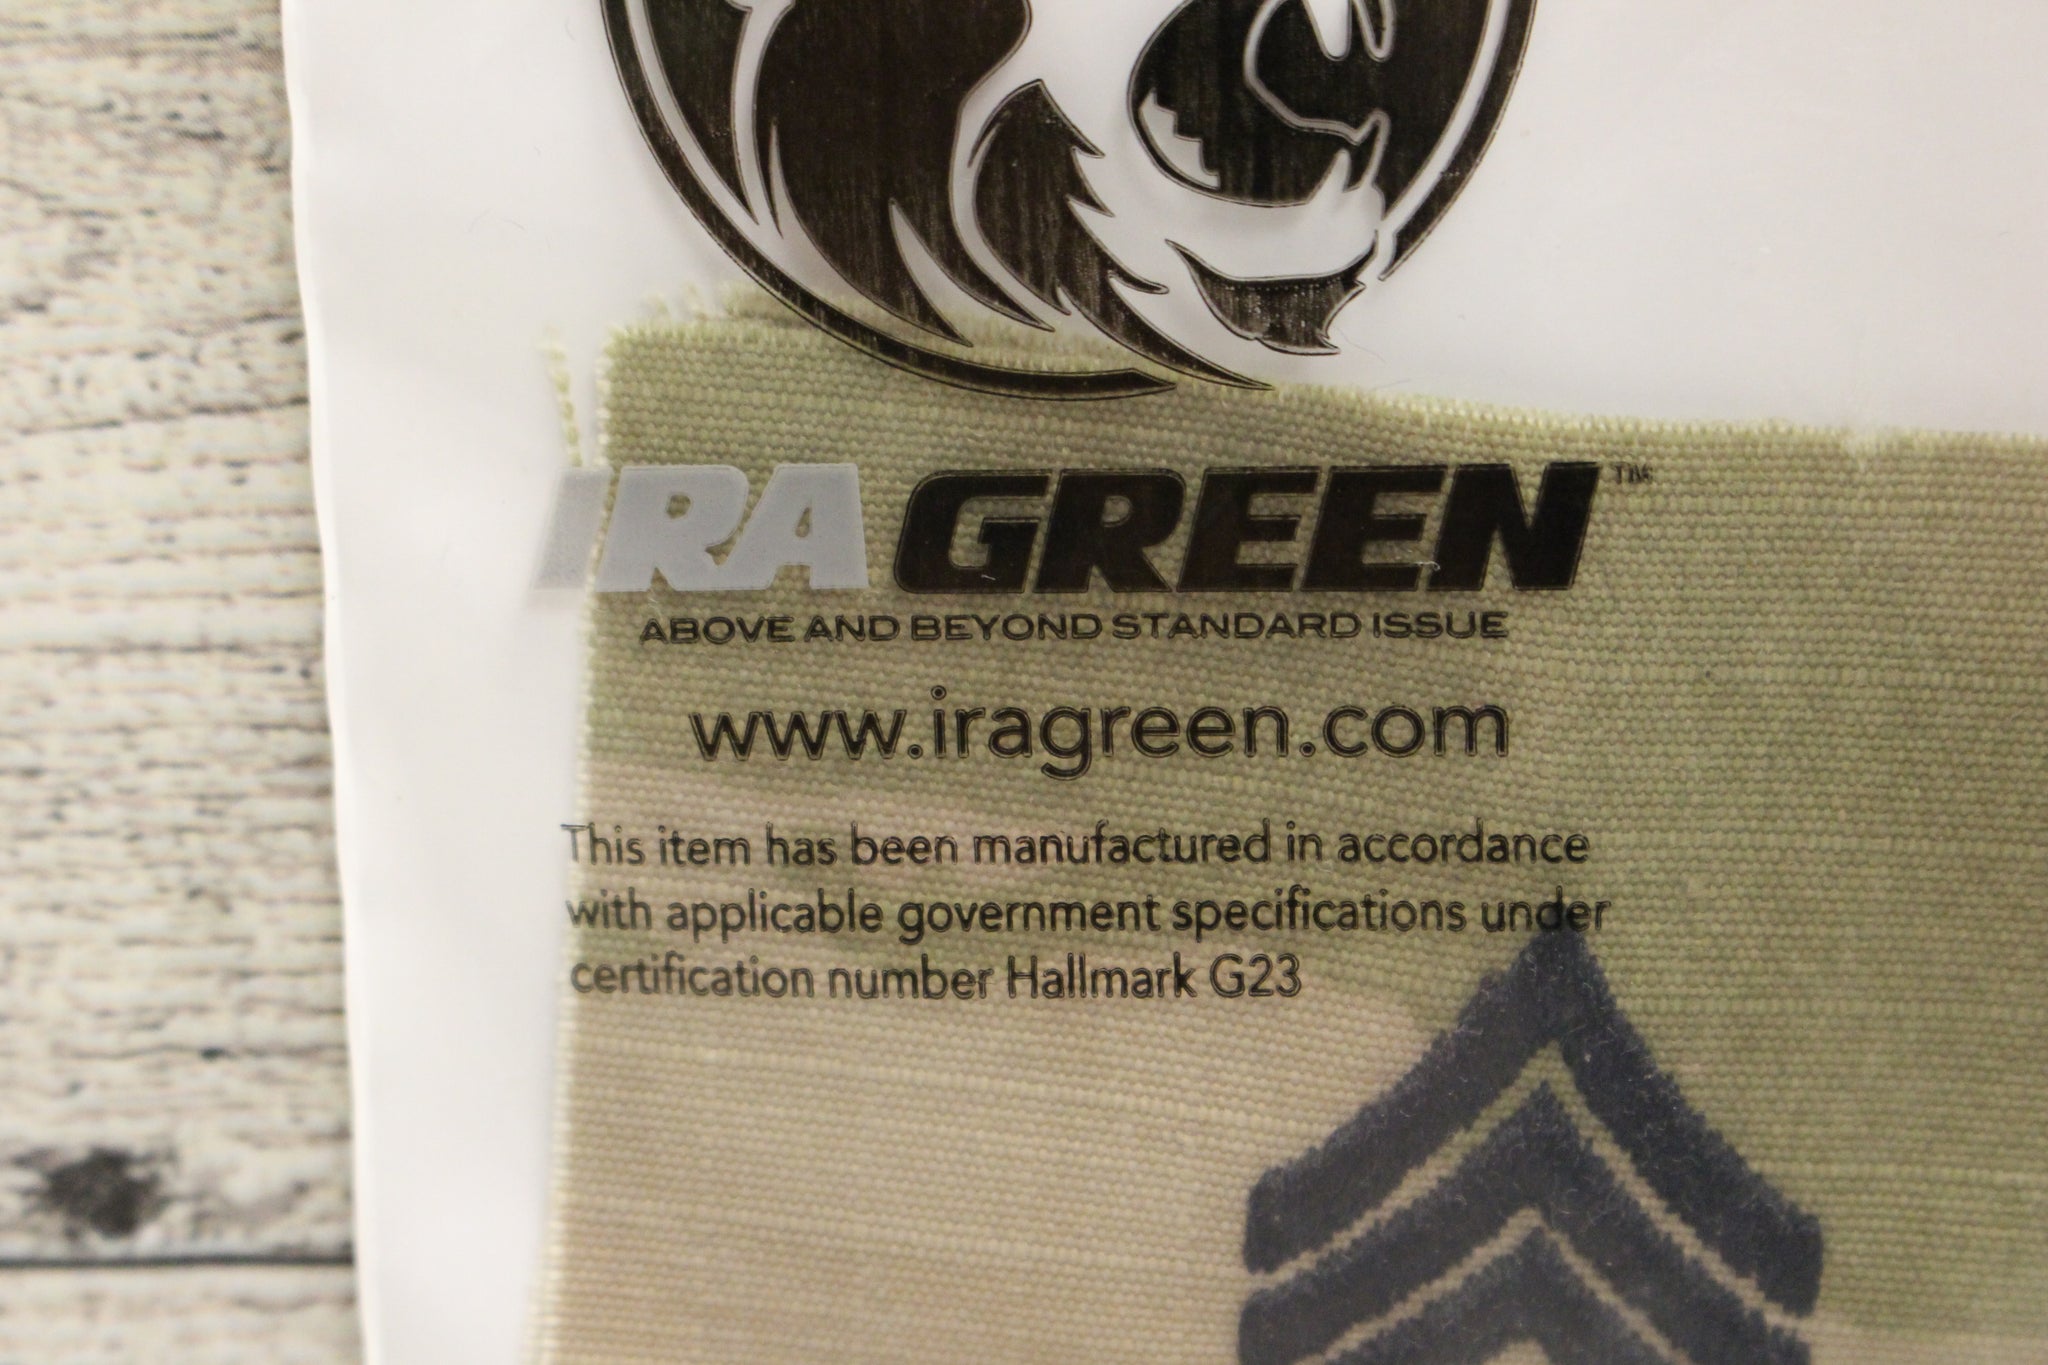 IRA GREEN™
ABOVE AND BEYOND STANDARD ISSUE
www.iragreen.com
This item has been manufactured in accordance
with applicable government specifications under
certification number Hallmark G23